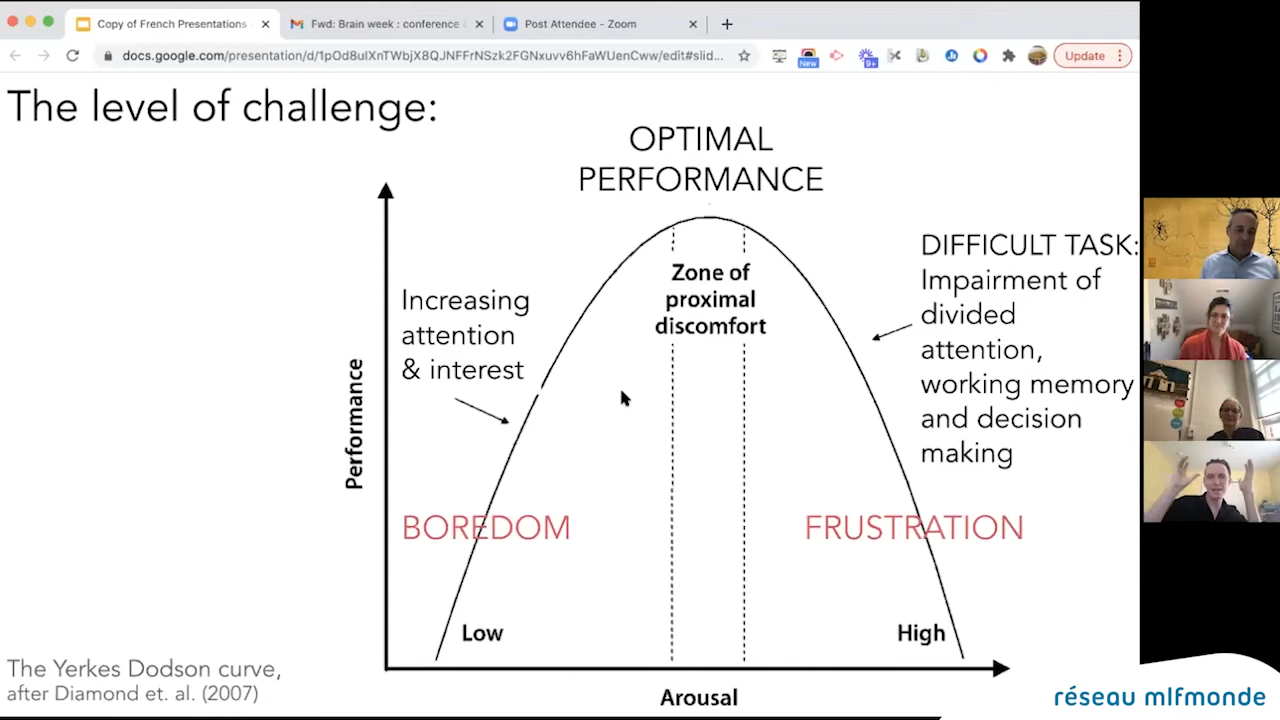 Copy of French Presentations
Fwd: Brain week : conference
Post Attendee - Zoom
docs.google.com/presentation/d/1pOd8ulXnTWbjX8QJNFFrNSzk2FGNxuvv6hFaWUenCww/edit#slid...
New
9+
Update
The level of challenge:
OPTIMAL
PERFORMANCE
DIFFICULT TASK:
Impairment of
divided
attention,
working memory
and decision
making
Zone of
proximal
discomfort
Increasing
attention
& interest
Performance
BOREDOM
FRUSTRATION
Low
High
Arousal
The Yerkes Dodson curve,
after Diamond et. al. (2007)
réseau mlfmonde